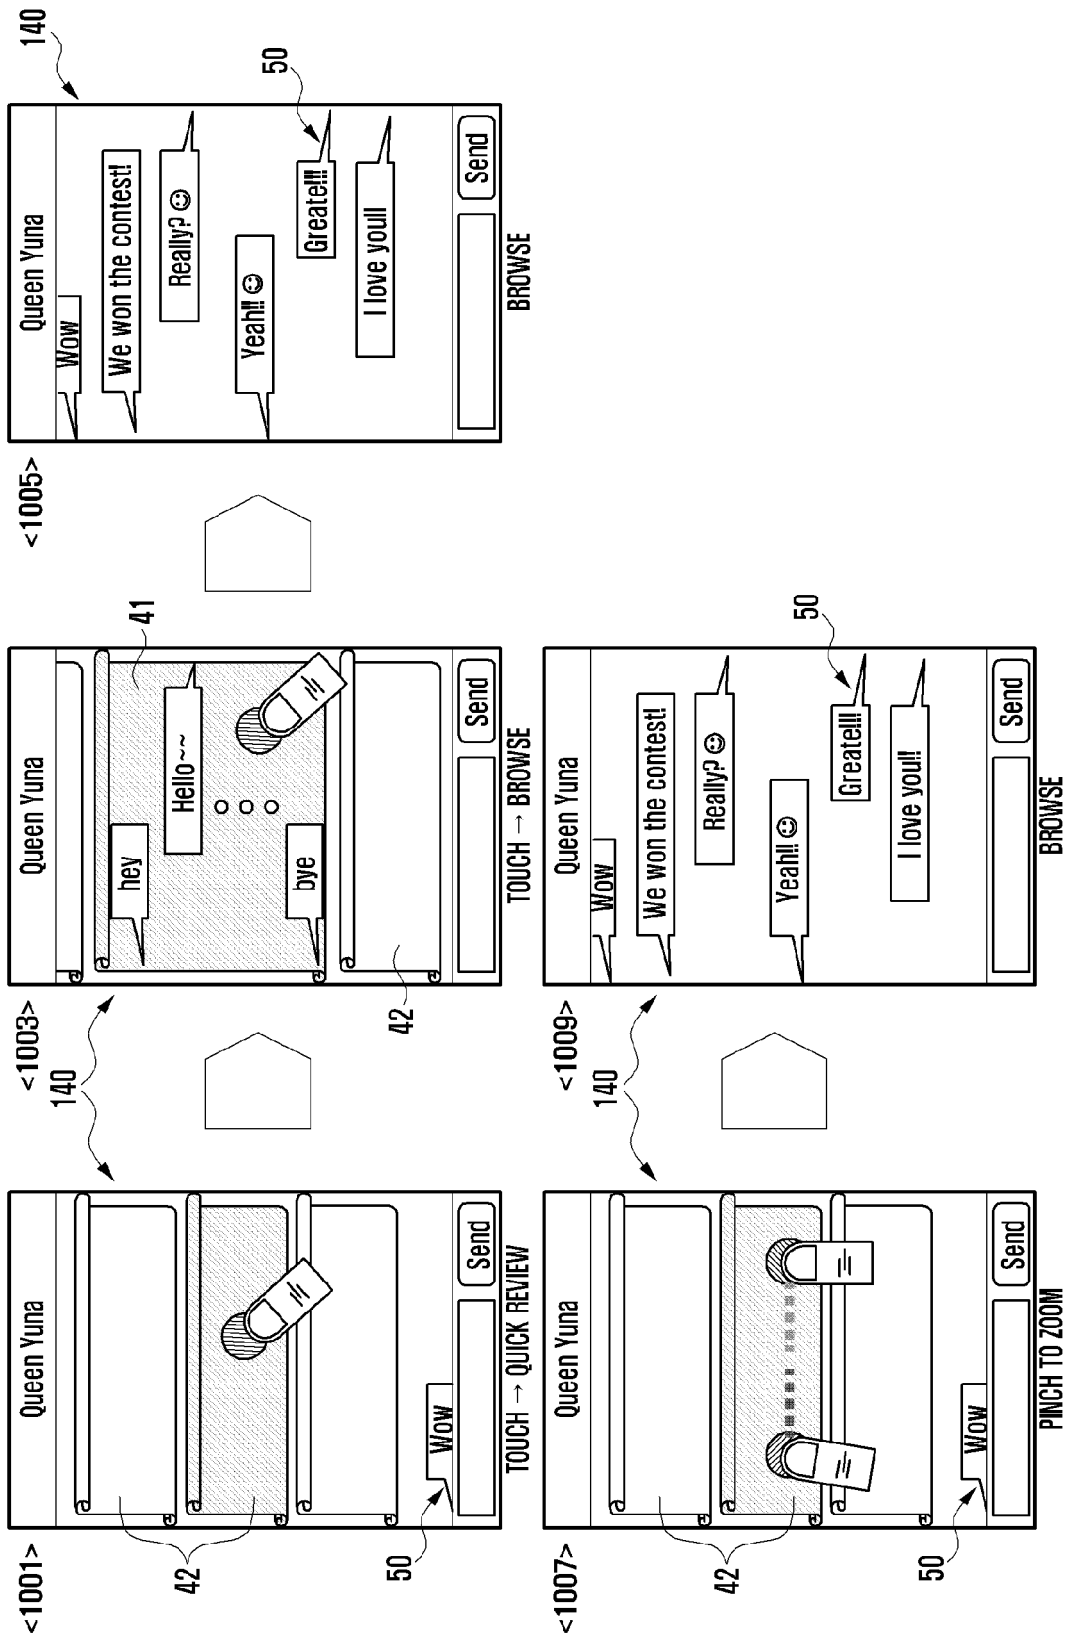 <1001>
Queen Yuna
42
50
Wow
Send
TOUCH → QUICK REVIEW
140
<1003>
Queen Yuna
hey
Hello~~
41
bye
42
Send
TOUCH → BROWSE
<1005>
Queen Yuna
140
Wow
We won the contest!
Really? ☺
Yeah!! ☺
Greate!!!
50
I love you!!
Send
BROWSE
<1007>
Queen Yuna
42
50
Wow
Send
PINCH TO ZOOM
140
<1009>
Queen Yuna
Wow
We won the contest!
Really? ☺
Yeah!! ☺
Greate!!!
50
I love you!!
Send
BROWSE